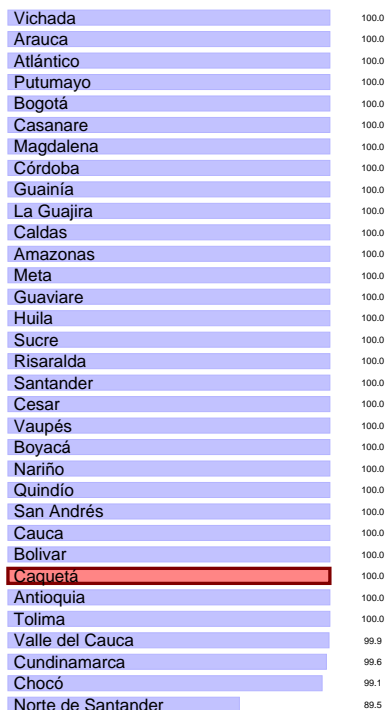 Vichada 100.0
Arauca 100.0
Atlántico 100.0
Putumayo 100.0
Bogotá 100.0
Casanare 100.0
Magdalena 100.0
Córdoba 100.0
Guainía 100.0
La Guajira 100.0
Caldas 100.0
Amazonas 100.0
Meta 100.0
Guaviare 100.0
Huila 100.0
Sucre 100.0
Risaralda 100.0
Santander 100.0
Cesar 100.0
Vaupés 100.0
Boyacá 100.0
Nariño 100.0
Quindío 100.0
San Andrés 100.0
Cauca 100.0
Bolivar 100.0
Caquetá 100.0
Antioquia 100.0
Tolima 100.0
Valle del Cauca 99.9
Cundinamarca 99.6
Chocó 99.1
Norte de Santander 89.5